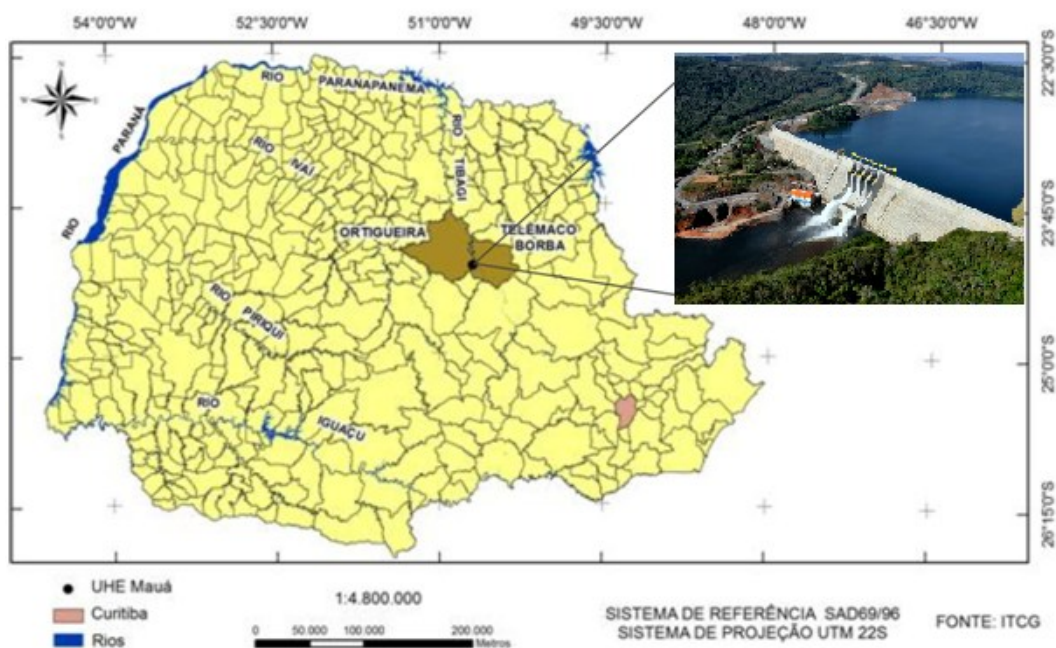 54°0'0"W 52°30'0"W 51°0'0"W 49°30'0"W 48°0'0"W 46°30'0"W
22°30'0"S
23°45'0"S
25°0'0"S
26°15'0"S
RIO PARANAPANEMA
RIO PARANÁ
RIO IVAÍ
RIO TIBAGI
ORTIGUEIRA
TELÊMACO
BORBA
RIO PIRIQUI
RIO IGUAÇU
UHE Mauá
Curitiba
Rios
1:4.800.000
0 50.000 100.000 200.000
Metros
SISTEMA DE REFERÊNCIA SAD69/96
SISTEMA DE PROJEÇÃO UTM 22S
FONTE: ITCG